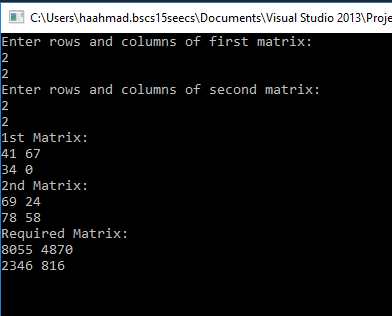 C:\Users\haahmad.bscs15seecs\Documents\Visual Studio 2013\Proje
Enter rows and columns of first matrix:
2
2
Enter rows and columns of second matrix:
2
2
1st Matrix:
41 67
34 0
2nd Matrix:
69 24
78 58
Required Matrix:
8055 4870
2346 816